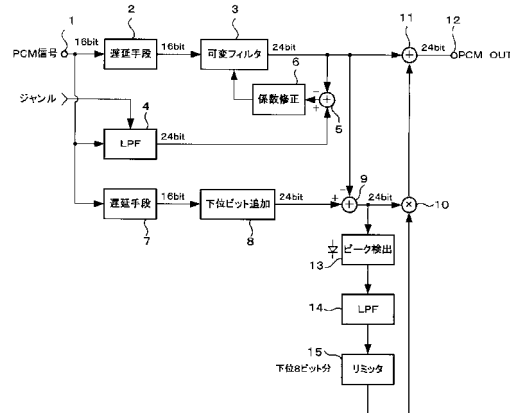 1
2
3
11
12
PCM信号
16bit
遅延手段
16bit
可変フィルタ
24bit
24bit
PCM OUT
6
係数修正
5
ジャンル
4
LPF
24bit
遅延手段
16bit
下位ビット追加
24bit
9
24bit
10
7
8
ピーク検出
13
14
LPF
15
下位8ビット分
リミッタ